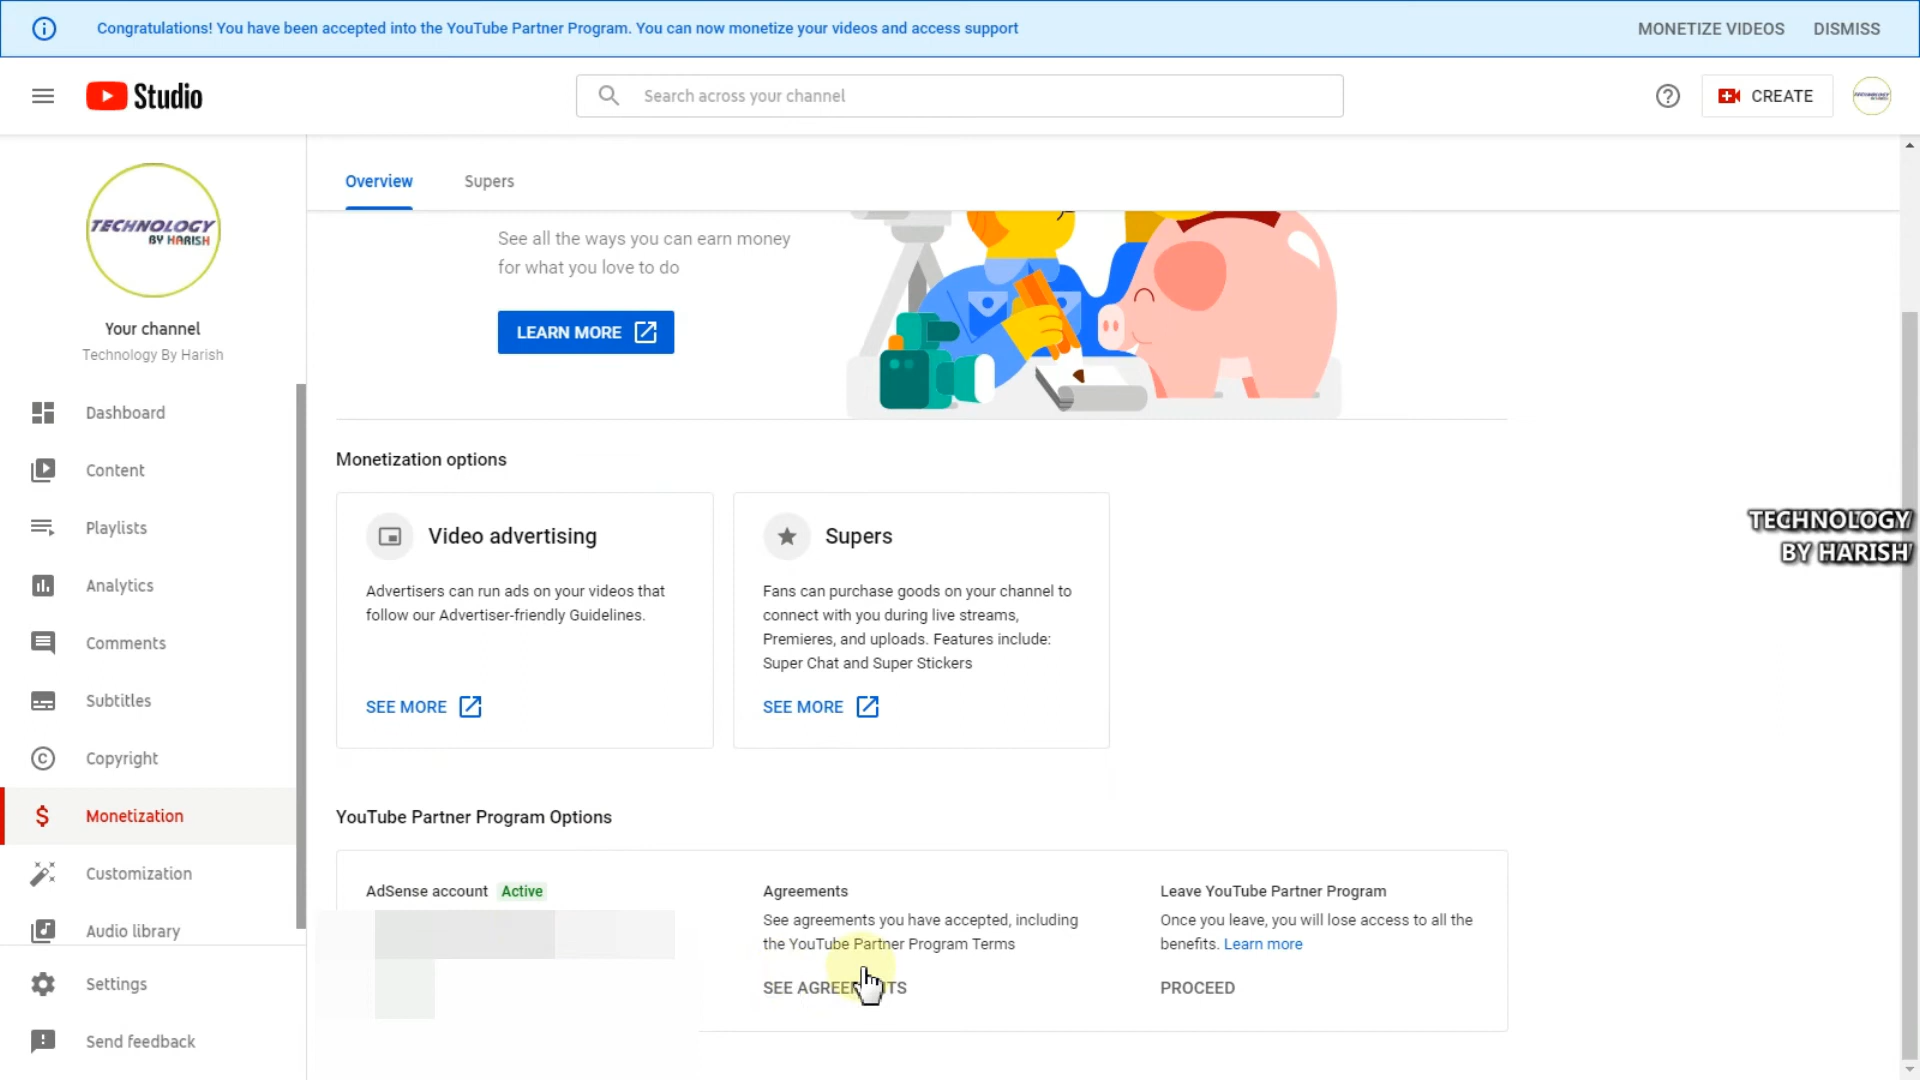 Congratulations! You have been accepted into the YouTube Partner Program. You can now monetize your videos and access support
MONETIZE VIDEOS
DISMISS
Studio
Search across your channel
CREATE
TECHNOLOGY
BY HARISH
Your channel
Technology By Harish
Dashboard
Content
Playlists
Analytics
Comments
Subtitles
Copyright
Monetization
Customization
Audio library
Settings
Send feedback
Overview
Supers
See all the ways you can earn money
for what you love to do
LEARN MORE
Monetization options
Video advertising
Advertisers can run ads on your videos that
follow our Advertiser-friendly Guidelines.
SEE MORE
Supers
Fans can purchase goods on your channel to
connect with you during live streams,
Premieres, and uploads. Features include:
Super Chat and Super Stickers
SEE MORE
TECHNOLOGY
BY HARISH
YouTube Partner Program Options
AdSense account Active
Agreements
See agreements you have accepted, including
the YouTube Partner Program Terms
SEE AGREEMENTS
Leave YouTube Partner Program
Once you leave, you will lose access to all the
benefits. Learn more
PROCEED